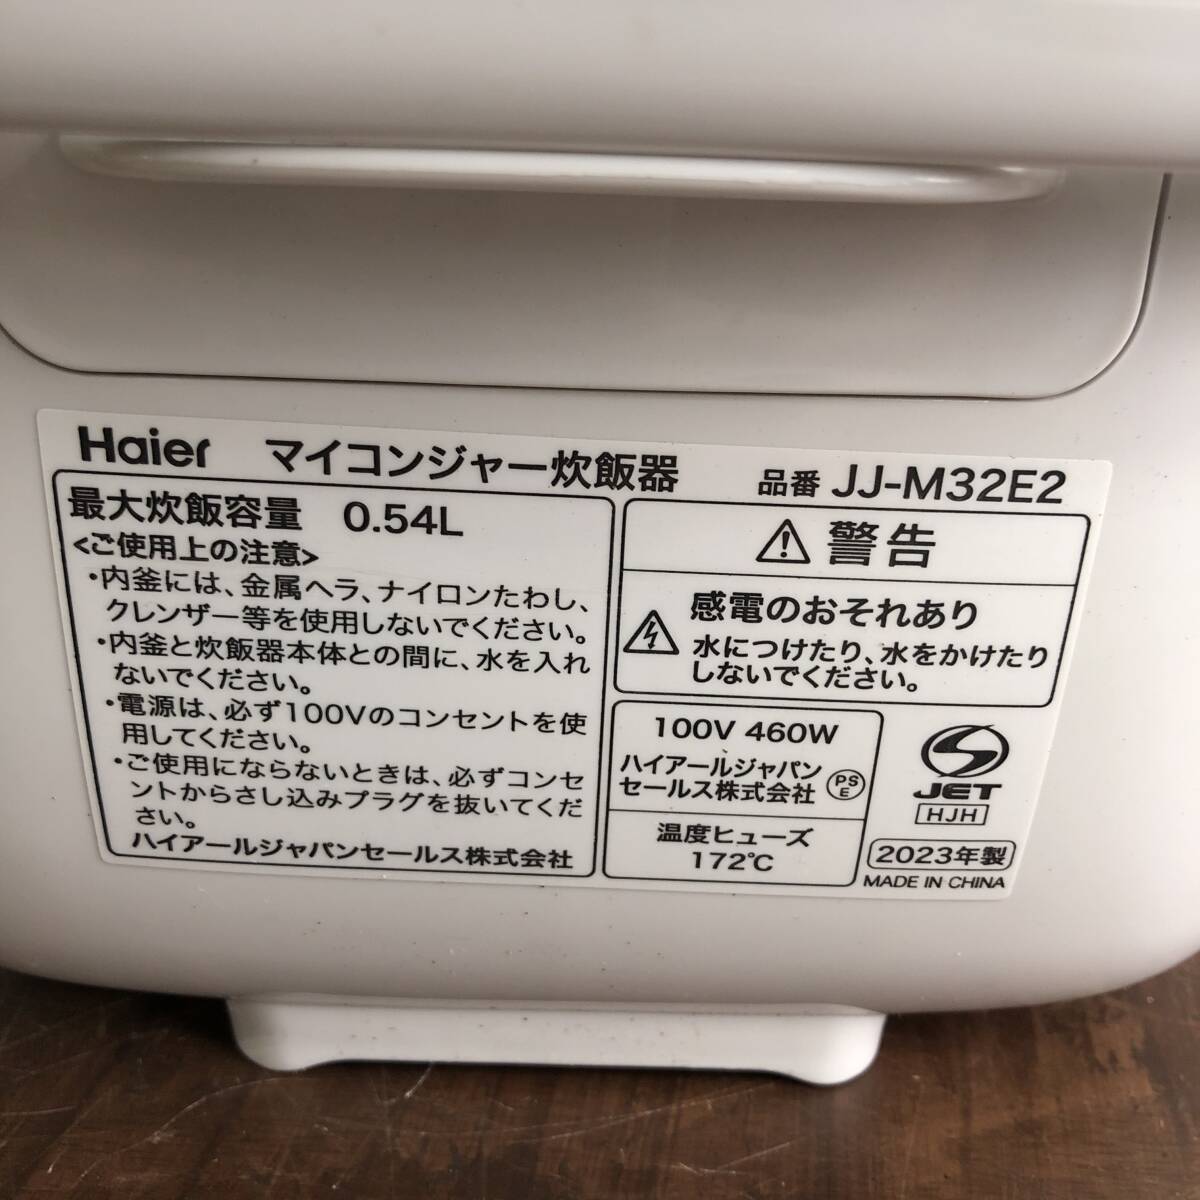 Haier マイコンジャー炊飯器 品番 JJ-M32E2
最大炊飯容量 0.54L
<ご使用上の注意>
・内釜には、金属ヘラ、ナイロンたわし、
クレンザー等を使用しないでください。
・内釜と炊飯器本体との間に、水を入れ
ないでください。
・電源は、必ず100Vのコンセントを使
用してください。
・ご使用にならないときは、必ずコンセ
ントからさし込みプラグを抜いてくだ
さい。
ハイアールジャパンセールス株式会社
警告
感電のおそれあり
水につけたり、水をかけたり
しないでください。
100V 460W
ハイアールジャパン
セールス株式会社
PS
E
温度ヒューズ
172℃
JET
HJH
2023年製
MADE IN CHINA